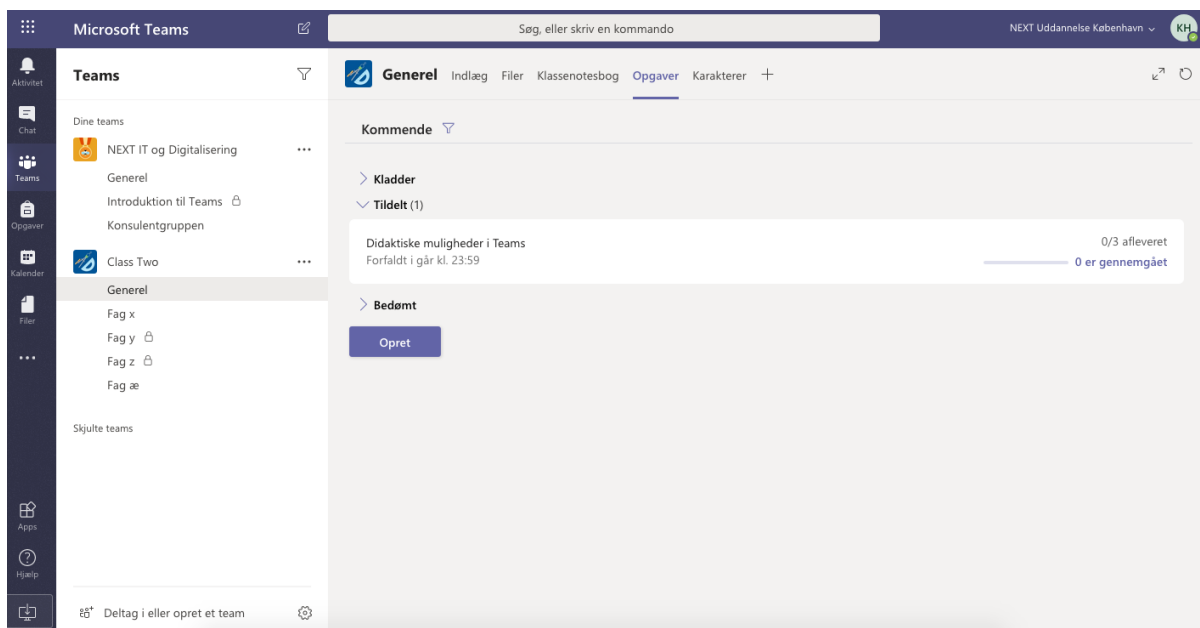 Microsoft Teams
Søg, eller skriv en kommando
NEXT Uddannelse København
KH
Aktivitet
Chat
Teams
Opgaver
Kalender
Filer
Apps
Hjælp
Teams
Dine teams
NEXT IT og Digitalisering
Generel
Introduktion til Teams
Konsulentgruppen
Class Two
Generel
Fag x
Fag y
Fag z
Fag æ
Skjulte teams
Deltag i eller opret et team
Generel Indlæg Filer Klassenotesbog Opgaver Karakterer
Kommende
Kladder
Tildelt (1)
Didaktiske muligheder i Teams
Forfaldt i går kl. 23:59
0/3 afleveret
0 er gennemgået
Bedømt
Opret